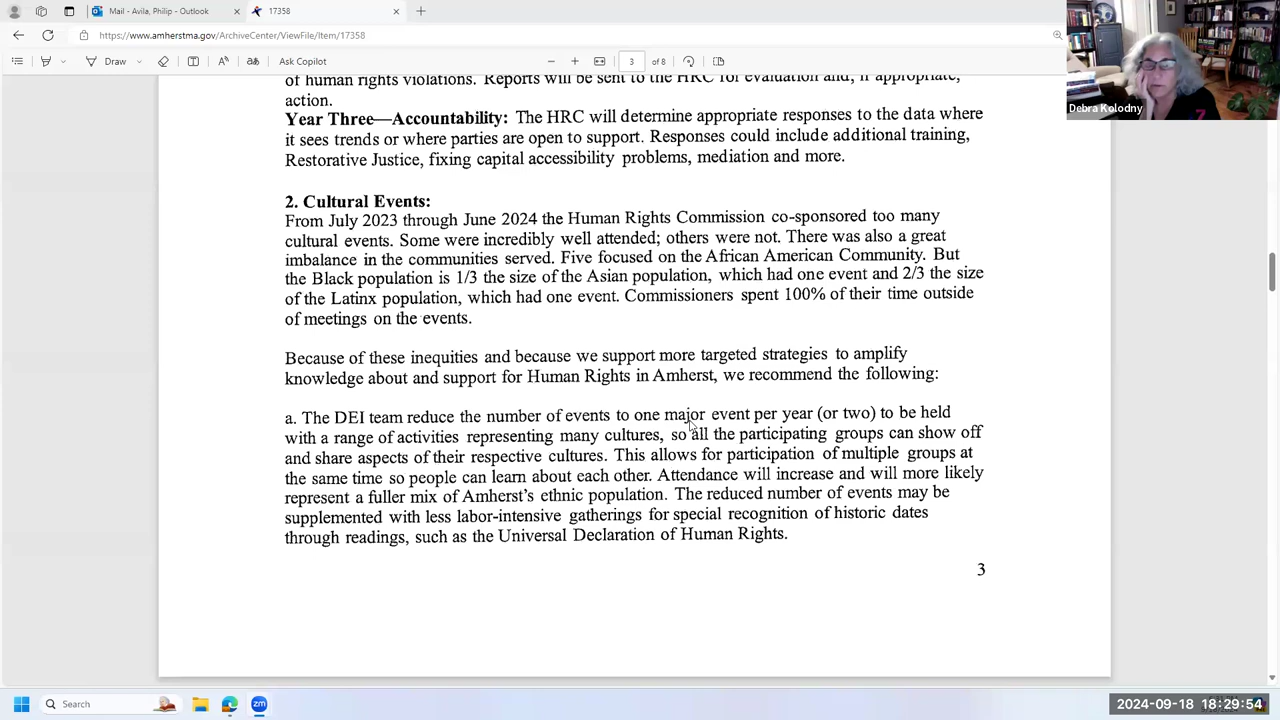 Mail - Avila, Philip - Outlook
17358
https://www.amherstma.gov/ArchiveCenter/ViewFile/Item/17358
Draw
Ask Copilot
3 of 8
of human rights violations. Reports will be sent to the HRC for evaluation and, if appropriate,
action.
Year Three—Accountability: The HRC will determine appropriate responses to the data where
it sees trends or where parties are open to support. Responses could include additional training,
Restorative Justice, fixing capital accessibility problems, mediation and more.
2. Cultural Events:
From July 2023 through June 2024 the Human Rights Commission co-sponsored too many
cultural events. Some were incredibly well attended; others were not. There was also a great
imbalance in the communities served. Five focused on the African American Community. But
the Black population is 1/3 the size of the Asian population, which had one event and 2/3 the size
of the Latinx population, which had one event. Commissioners spent 100% of their time outside
of meetings on the events.
Because of these inequities and because we support more targeted strategies to amplify
knowledge about and support for Human Rights in Amherst, we recommend the following:
a. The DEI team reduce the number of events to one major event per year (or two) to be held
with a range of activities representing many cultures, so all the participating groups can show off
and share aspects of their respective cultures. This allows for participation of multiple groups at
the same time so people can learn about each other. Attendance will increase and will more likely
represent a fuller mix of Amherst's ethnic population. The reduced number of events may be
supplemented with less labor-intensive gatherings for special recognition of historic dates
through readings, such as the Universal Declaration of Human Rights.
3
Debra Kolodny
Search
zm
2024-09-18 18:29:54